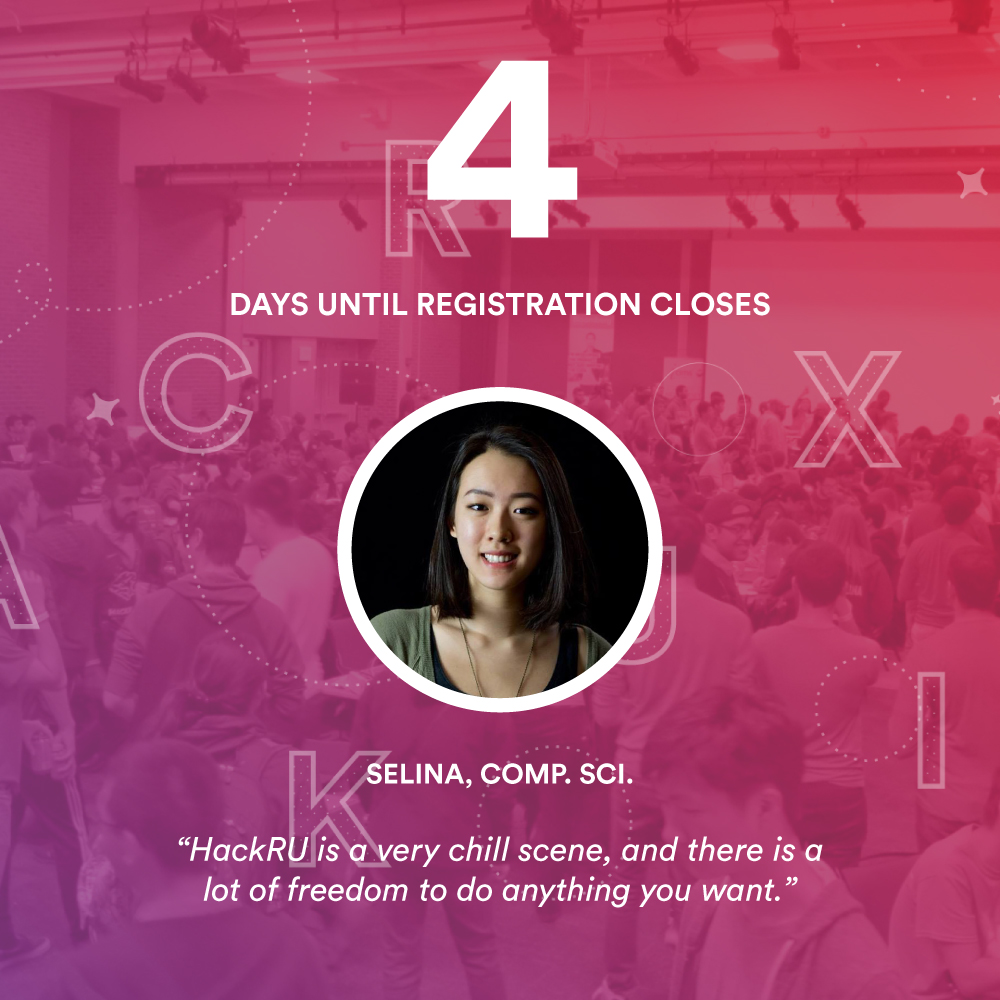 4
DAYS UNTIL REGISTRATION CLOSES
R
C
X
A
U
I
K
SELINA, COMP. SCI.
“HackRU is a very chill scene, and there is a
lot of freedom to do anything you want.”